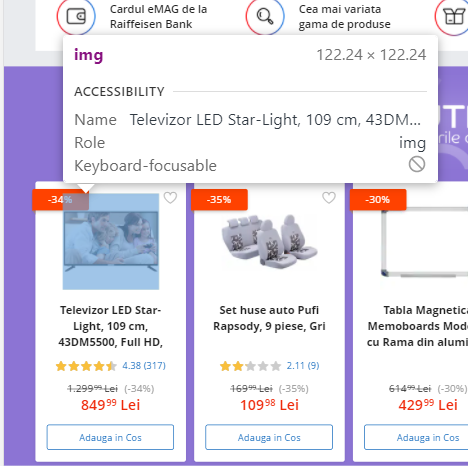 Cardul eMAG de la
Raiffeisen Bank
Cea mai variata
gama de produse
img
122.24 × 122.24
ACCESSIBILITY
Name Televizor LED Star-Light, 109 cm, 43DM...
Role img
Keyboard-focusable
-34%
-35%
-30%
Televizor LED Star-
Light, 109 cm,
43DM5500, Full HD,
4.38 (317)
1.299⁹⁹ Lei (-34%)
849⁹⁹ Lei
Adauga in Cos
Set huse auto Pufi
Rapsody, 9 piese, Gri
2.11 (9)
169⁹⁹ Lei (-35%)
109⁹⁸ Lei
Adauga in Cos
Tabla Magnetica
Memoboards Mode
cu Rama din alumi
614⁹⁹ Lei (-30%)
429⁹⁹ Lei
Adauga in Cos